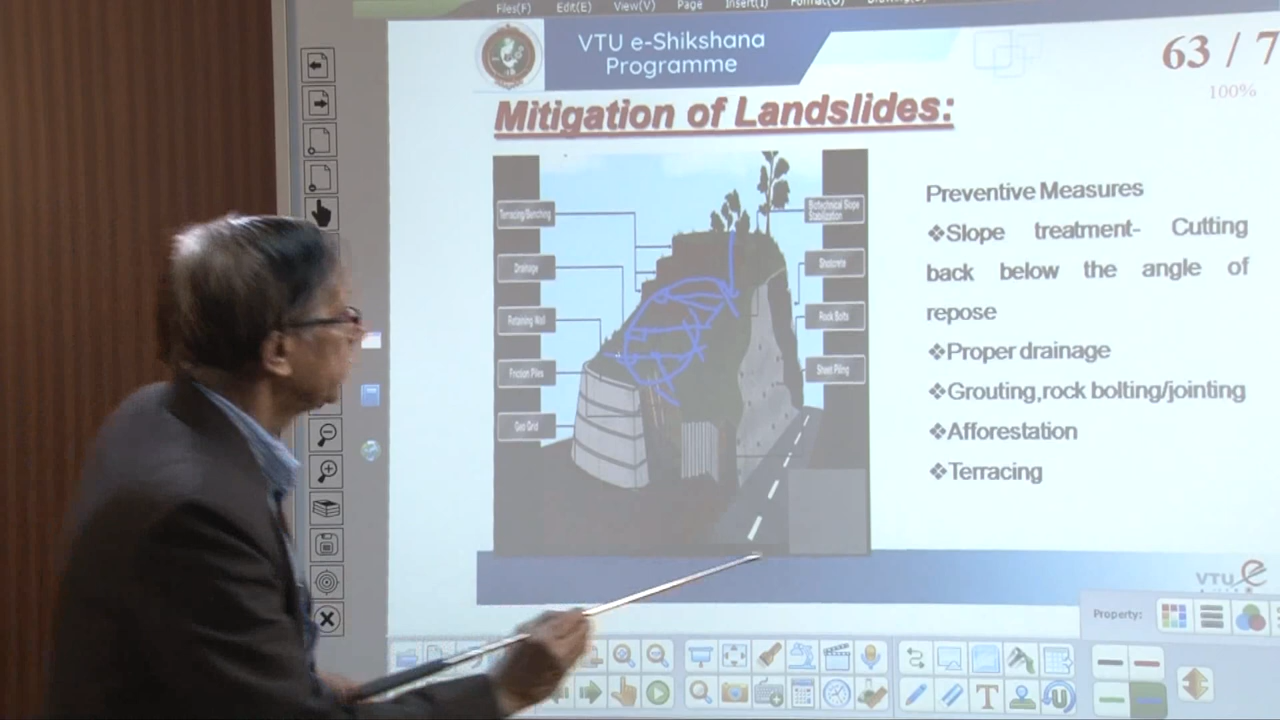 Files(F) Edit(E) View(V) Page Insert(I) Format(O)
VTU e-Shikshana
Programme
63 / 7
100%
Mitigation of Landslides:
Terracing/Benching
Drainage
Retaining Wall
Friction Piles
Geo Grid
Biotechnical Slope
Stabilization
Shotcrete
Rock Bolts
Sheet Piling
Preventive Measures
❖Slope treatment- Cutting
back below the angle of
repose
❖Proper drainage
❖Grouting,rock bolting/jointing
❖Afforestation
❖Terracing
VTU e
Property: